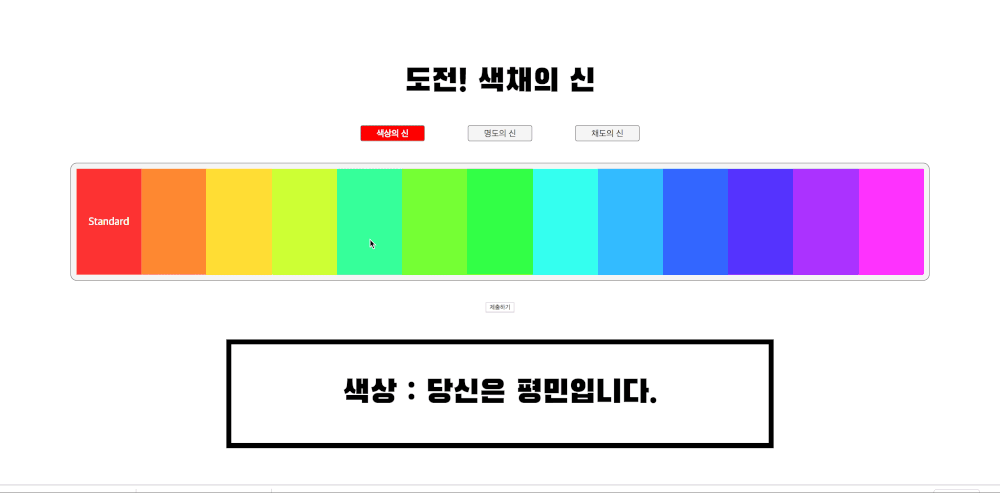 도전! 색채의 신
색상의 신
명도의 신
채도의 신
Standard
제출하기
색상 : 당신은 평민입니다.